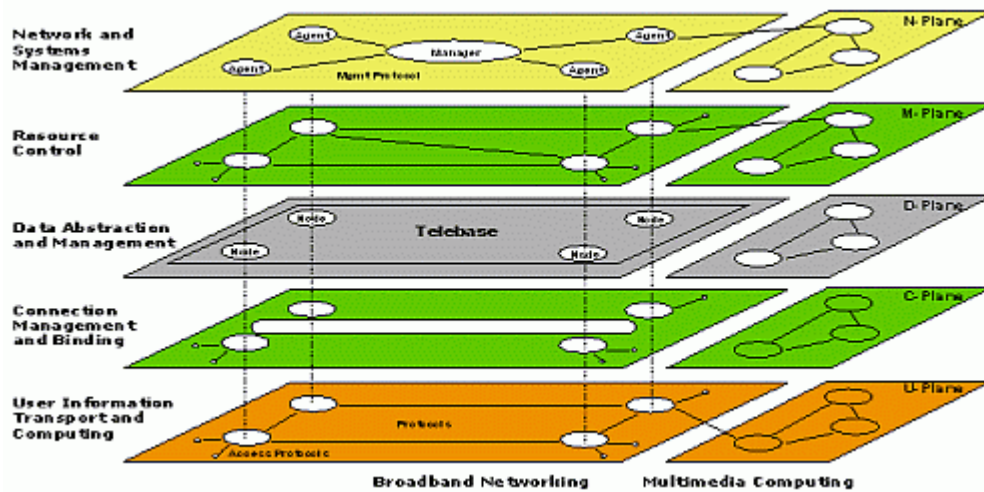 Network and
Systems
Management
Agent
Manager
Agent
Agent
Agent
Mgmt Protocol
N-Plane
Resource
Control
M-Plane
Data Abstraction
and Management
Node
Node
Telebase
Node
Node
D-Plane
Connection
Management
and Binding
C-Plane
User Information
Transport and
Computing
Protocols
Access Protocols
U-Plane
Broadband Networking
Multimedia Computing